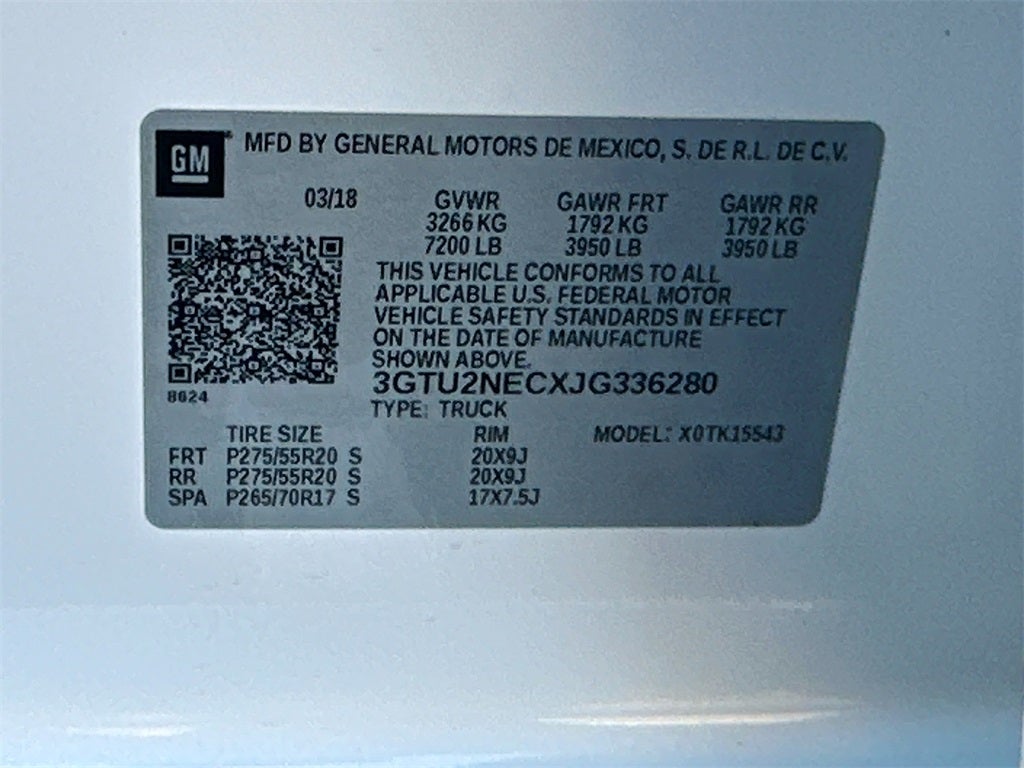 GM MFD BY GENERAL MOTORS DE MEXICO, S. DE R.L. DE C.V.
03/18 GVWR GAWR FRT GAWR RR
3266 KG 1792 KG 1792 KG
7200 LB 3950 LB 3950 LB
THIS VEHICLE CONFORMS TO ALL
APPLICABLE U.S. FEDERAL MOTOR
VEHICLE SAFETY STANDARDS IN EFFECT
ON THE DATE OF MANUFACTURE
SHOWN ABOVE.
3GTU2NECXJG336280
8624
TYPE: TRUCK
TIRE SIZE RIM MODEL: X0TK15543
FRT P275/55R20 S 20X9J
RR P275/55R20 S 20X9J
SPA P265/70R17 S 17X7.5J